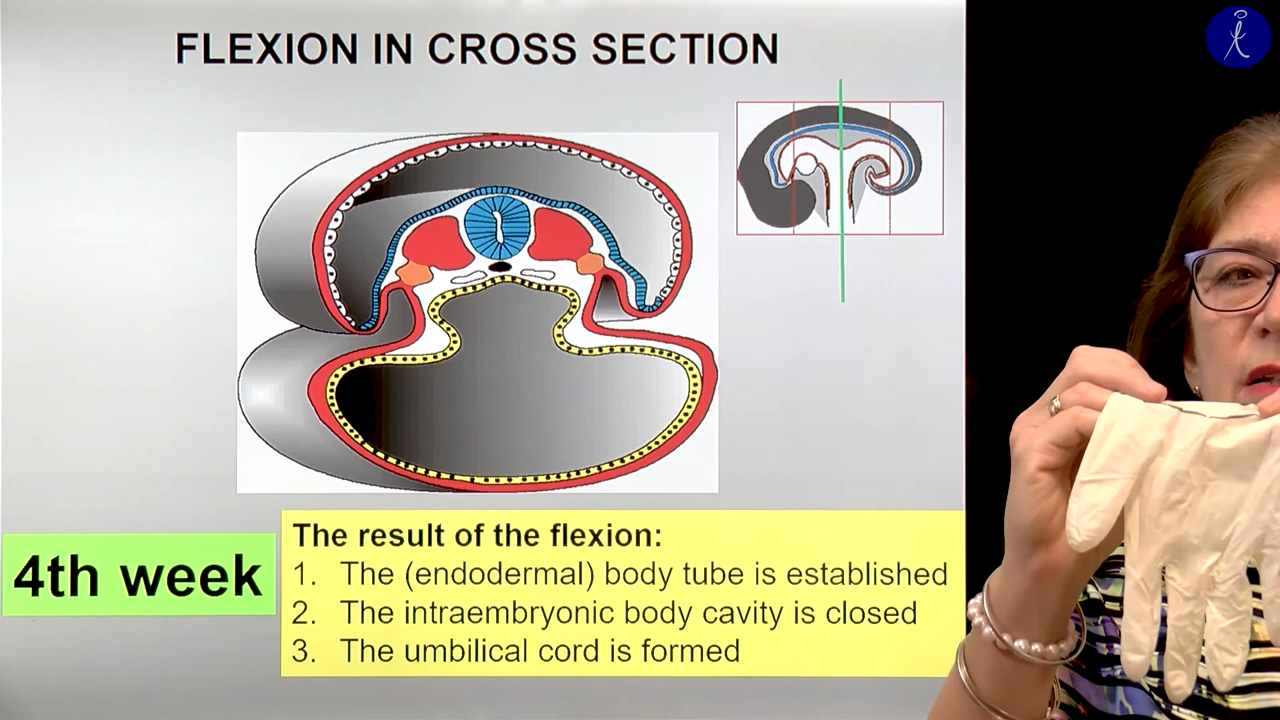 FLEXION IN CROSS SECTION
4th week
The result of the flexion:
1. The (endodermal) body tube is established
2. The intraembryonic body cavity is closed
3. The umbilical cord is formed